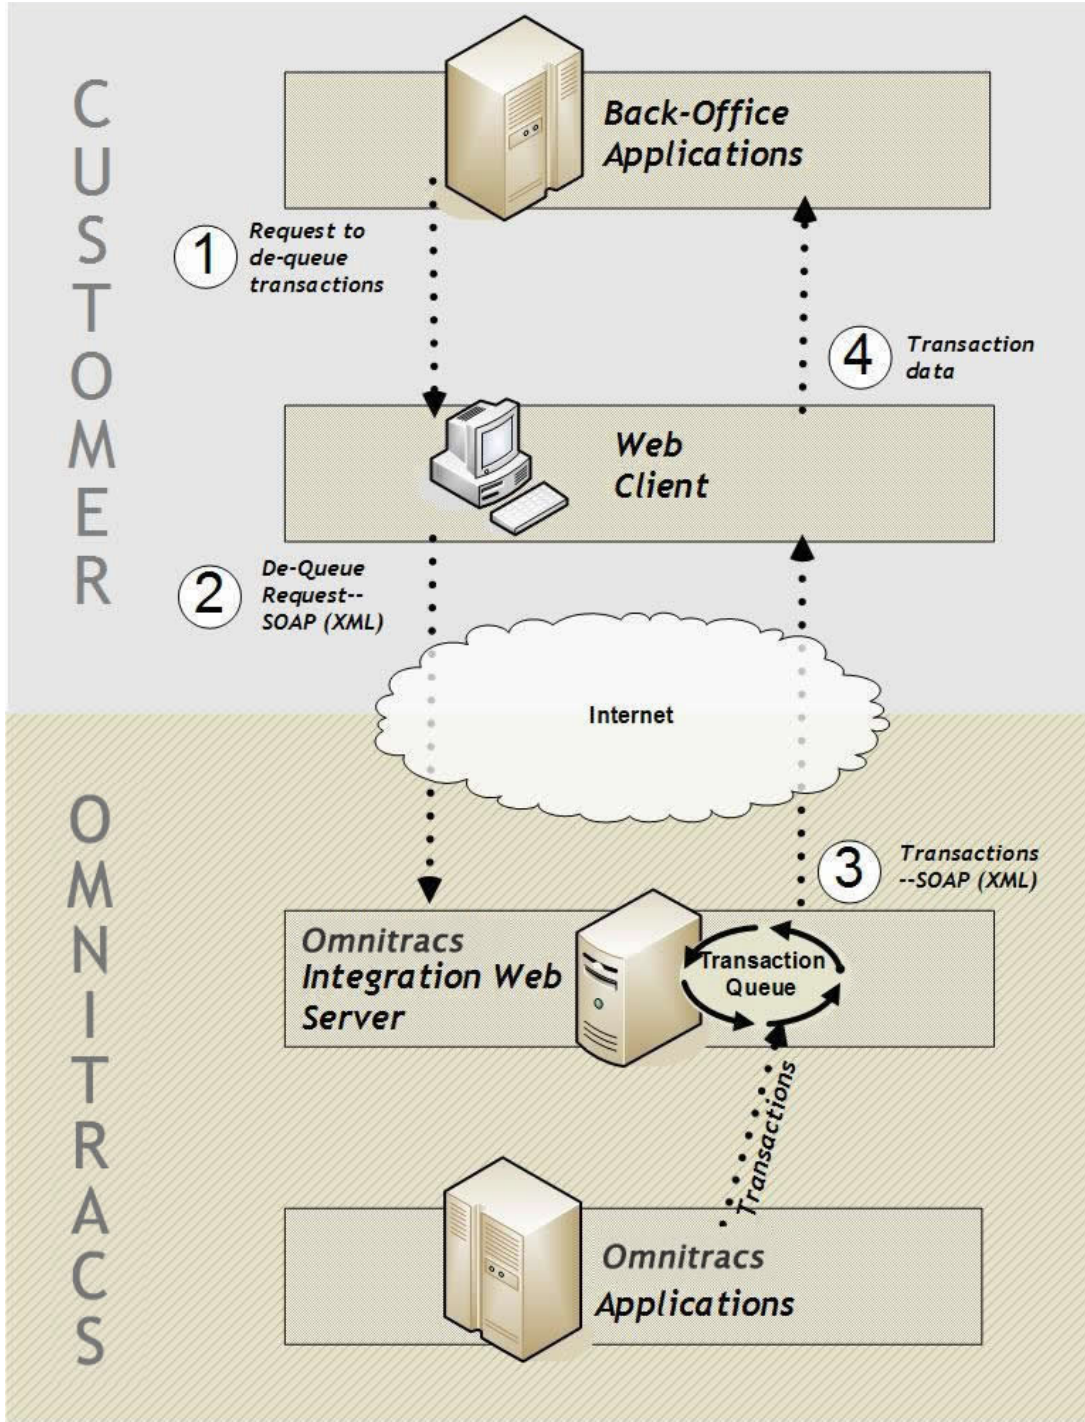 CUSTOMER
Back-Office
Applications
1
Request to
de-queue
transactions
4
Transaction
data
Web
Client
2
De-Queue
Request--
SOAP (XML)
Internet
OMNITRACS
3
Transactions
--SOAP (XML)
Omnitracs
Integration Web
Server
Transaction
Queue
Transactions
Omnitracs
Applications